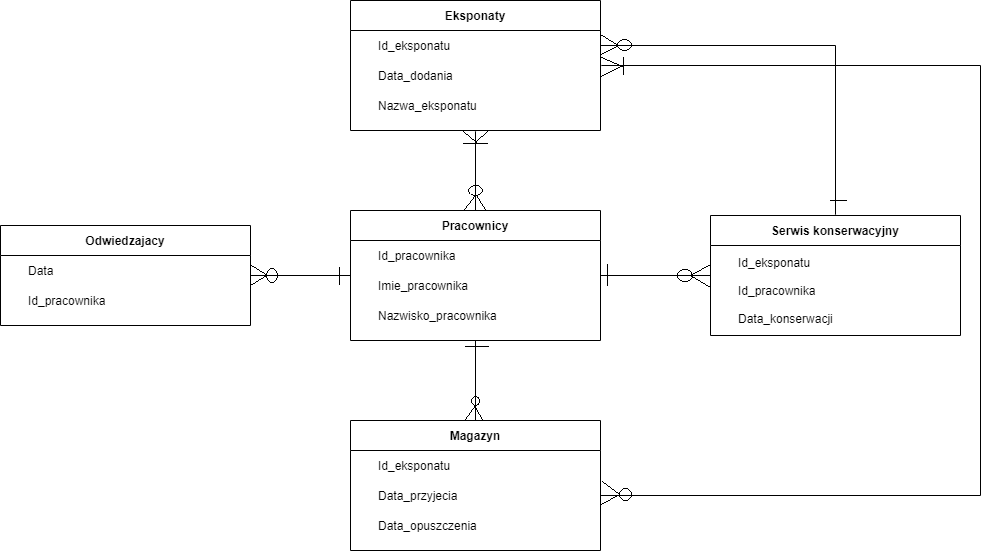 Eksponaty
Id_eksponatu
Data_dodania
Nazwa_eksponatu
Odwiedzajacy
Data
Id_pracownika
Pracownicy
Id_pracownika
Imie_pracownika
Nazwisko_pracownika
Serwis konserwacyjny
Id_eksponatu
Id_pracownika
Data_konserwacji
Magazyn
Id_eksponatu
Data_przyjecia
Data_opuszczenia